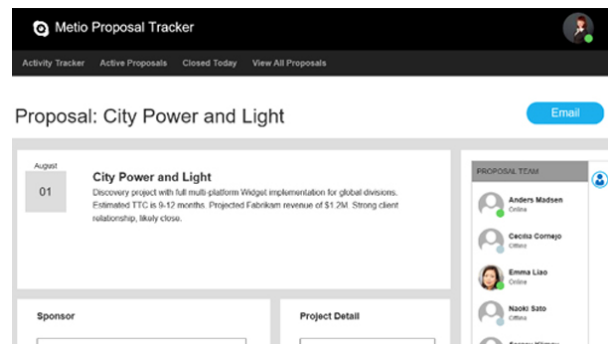 Metio Proposal Tracker
Activity Tracker Active Proposals Closed Today View All Proposals
Proposal: City Power and Light
Email
August
01
City Power and Light
Discovery project with full multi-platform Widget implementation for global divisions.
Estimated TTC is 9-12 months. Projected Fabrikam revenue of $1.2M. Strong client
relationship, likely close.
PROPOSAL TEAM
Anders Madsen
Online
Cecilia Cornejo
Offline
Emma Liao
Online
Naoki Sato
Offline
Sponsor
Project Detail